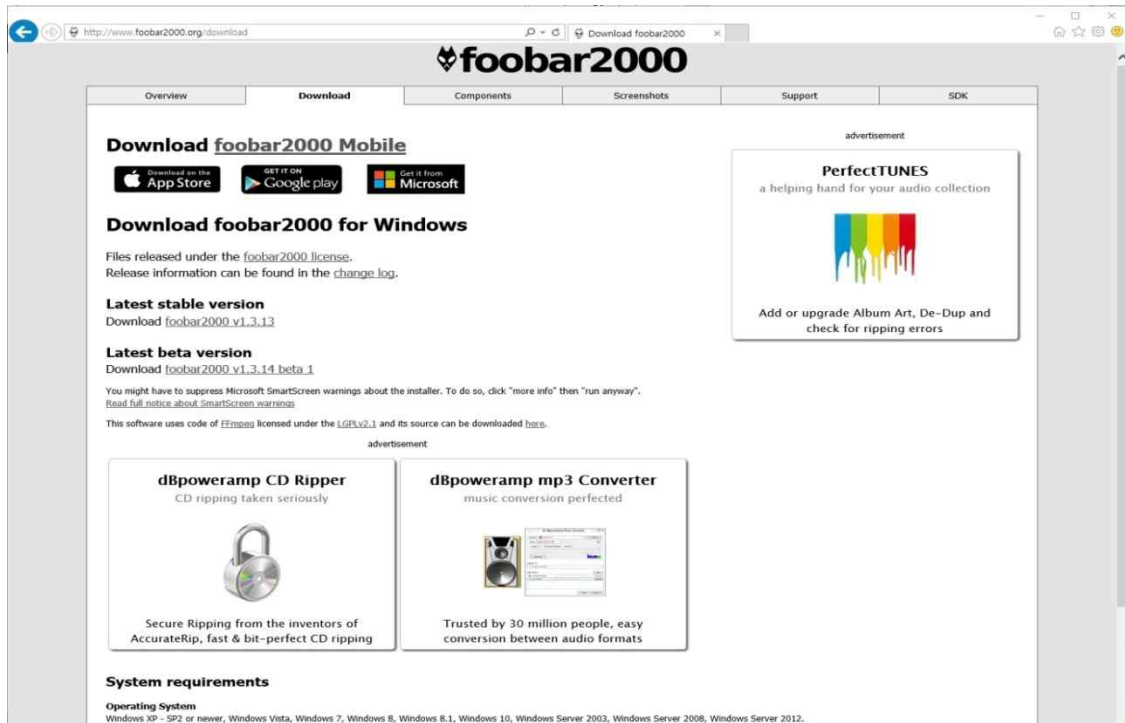 http://www.foobar2000.org/download
Download foobar2000
foobar2000
Overview
Download
Components
Screenshots
Support
SDK
Download foobar2000 Mobile
Download on the
App Store
GET IT ON
Google play
Get it from
Microsoft
Download foobar2000 for Windows
Files released under the foobar2000 license.
Release information can be found in the change log.
Latest stable version
Download foobar2000 v1.3.13
Latest beta version
Download foobar2000 v1.3.14 beta 1
You might have to suppress Microsoft SmartScreen warnings about the installer. To do so, click "more info" then "run anyway".
Read full notice about SmartScreen warnings
This software uses code of FFmpeg licensed under the LGPLv2.1 and its source can be downloaded here.
advertisement
PerfectTUNES
a helping hand for your audio collection
Add or upgrade Album Art, De-Dup and
check for ripping errors
advertisement
dBpoweramp CD Ripper
CD ripping taken seriously
Secure Ripping from the inventors of
AccurateRip, fast & bit-perfect CD ripping
dBpoweramp mp3 Converter
music conversion perfected
Trusted by 30 million people, easy
conversion between audio formats
System requirements
Operating System
Windows XP - SP2 or newer, Windows Vista, Windows 7, Windows 8, Windows 8.1, Windows 10, Windows Server 2003, Windows Server 2008, Windows Server 2012.